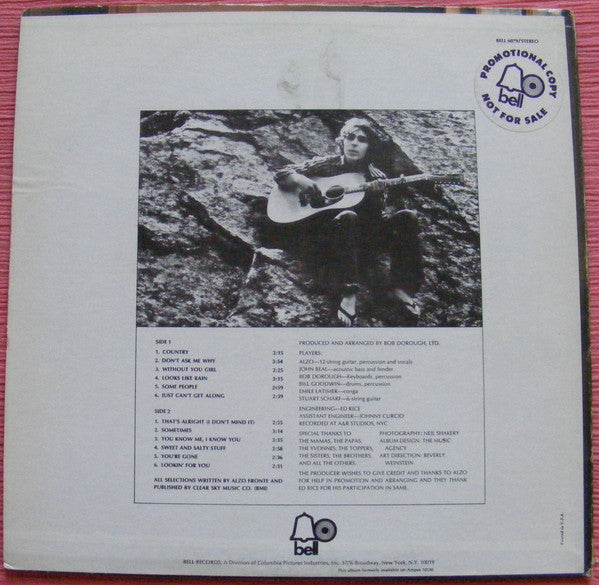 BELL 6079/STEREO
PROMOTIONAL COPY
bell
NOT FOR SALE
SIDE 1
1. COUNTRY 2:15
2. DON'T ASK ME WHY 3:54
3. WITHOUT YOU GIRL 2:25
4. LOOKS LIKE RAIN 3:15
5. SOME PEOPLE 2:59
6. JUST CAN'T GET ALONG 2:39
SIDE 2
1. THAT'S ALRIGHT (I DON'T MIND IT) 2:55
2. SOMETIMES 3:14
3. YOU KNOW ME, I KNOW YOU 3:35
4. SWEET AND SALTY STUFF 2:58
5. YOU'RE GONE 2:36
6. LOOKIN' FOR YOU 2:31
ALL SELECTIONS WRITTEN BY ALZO FRONTE AND
PUBLISHED BY CLEAR SKY MUSIC CO. (BMI)
PRODUCED AND ARRANGED BY BOB DOROUGH, LTD.
PLAYERS:
ALZO—12-string guitar, percussion and vocals
JOHN BEAL—acoustic bass and fender
BOB DOROUGH—Keyboards, percussion
BILL GOODWIN—drums, percussion
EMILE LATIMER—conga
STUART SCHARF—6-string guitar
ENGINEERING—ED RICE
ASSISTANT ENGINEER—JOHNNY CURCIO
RECORDED AT A&R STUDIOS, NYC
SPECIAL THANKS TO
THE MAMAS, THE PAPAS,
THE YVONNES, THE TOPPERS,
THE SISTERS, THE BROTHERS,
AND ALL THE OTHERS.
PHOTOGRAPHY: NEIL SHAKERY
ALBUM DESIGN: THE MUSIC
AGENCY
ART DIRECTION: BEVERLY
WEINSTEIN
THE PRODUCER WISHES TO GIVE CREDIT AND THANKS TO ALZO
FOR HELP IN PROMOTION AND ARRANGING AND THEY THANK
ED RICE FOR HIS PARTICIPATION IN SAME.
bell
BELL RECORDS, A Division of Columbia Pictures Industries, Inc. 1776 Broadway, New York, N.Y. 10019
This album formerly available on Ampex
Printed in U.S.A.